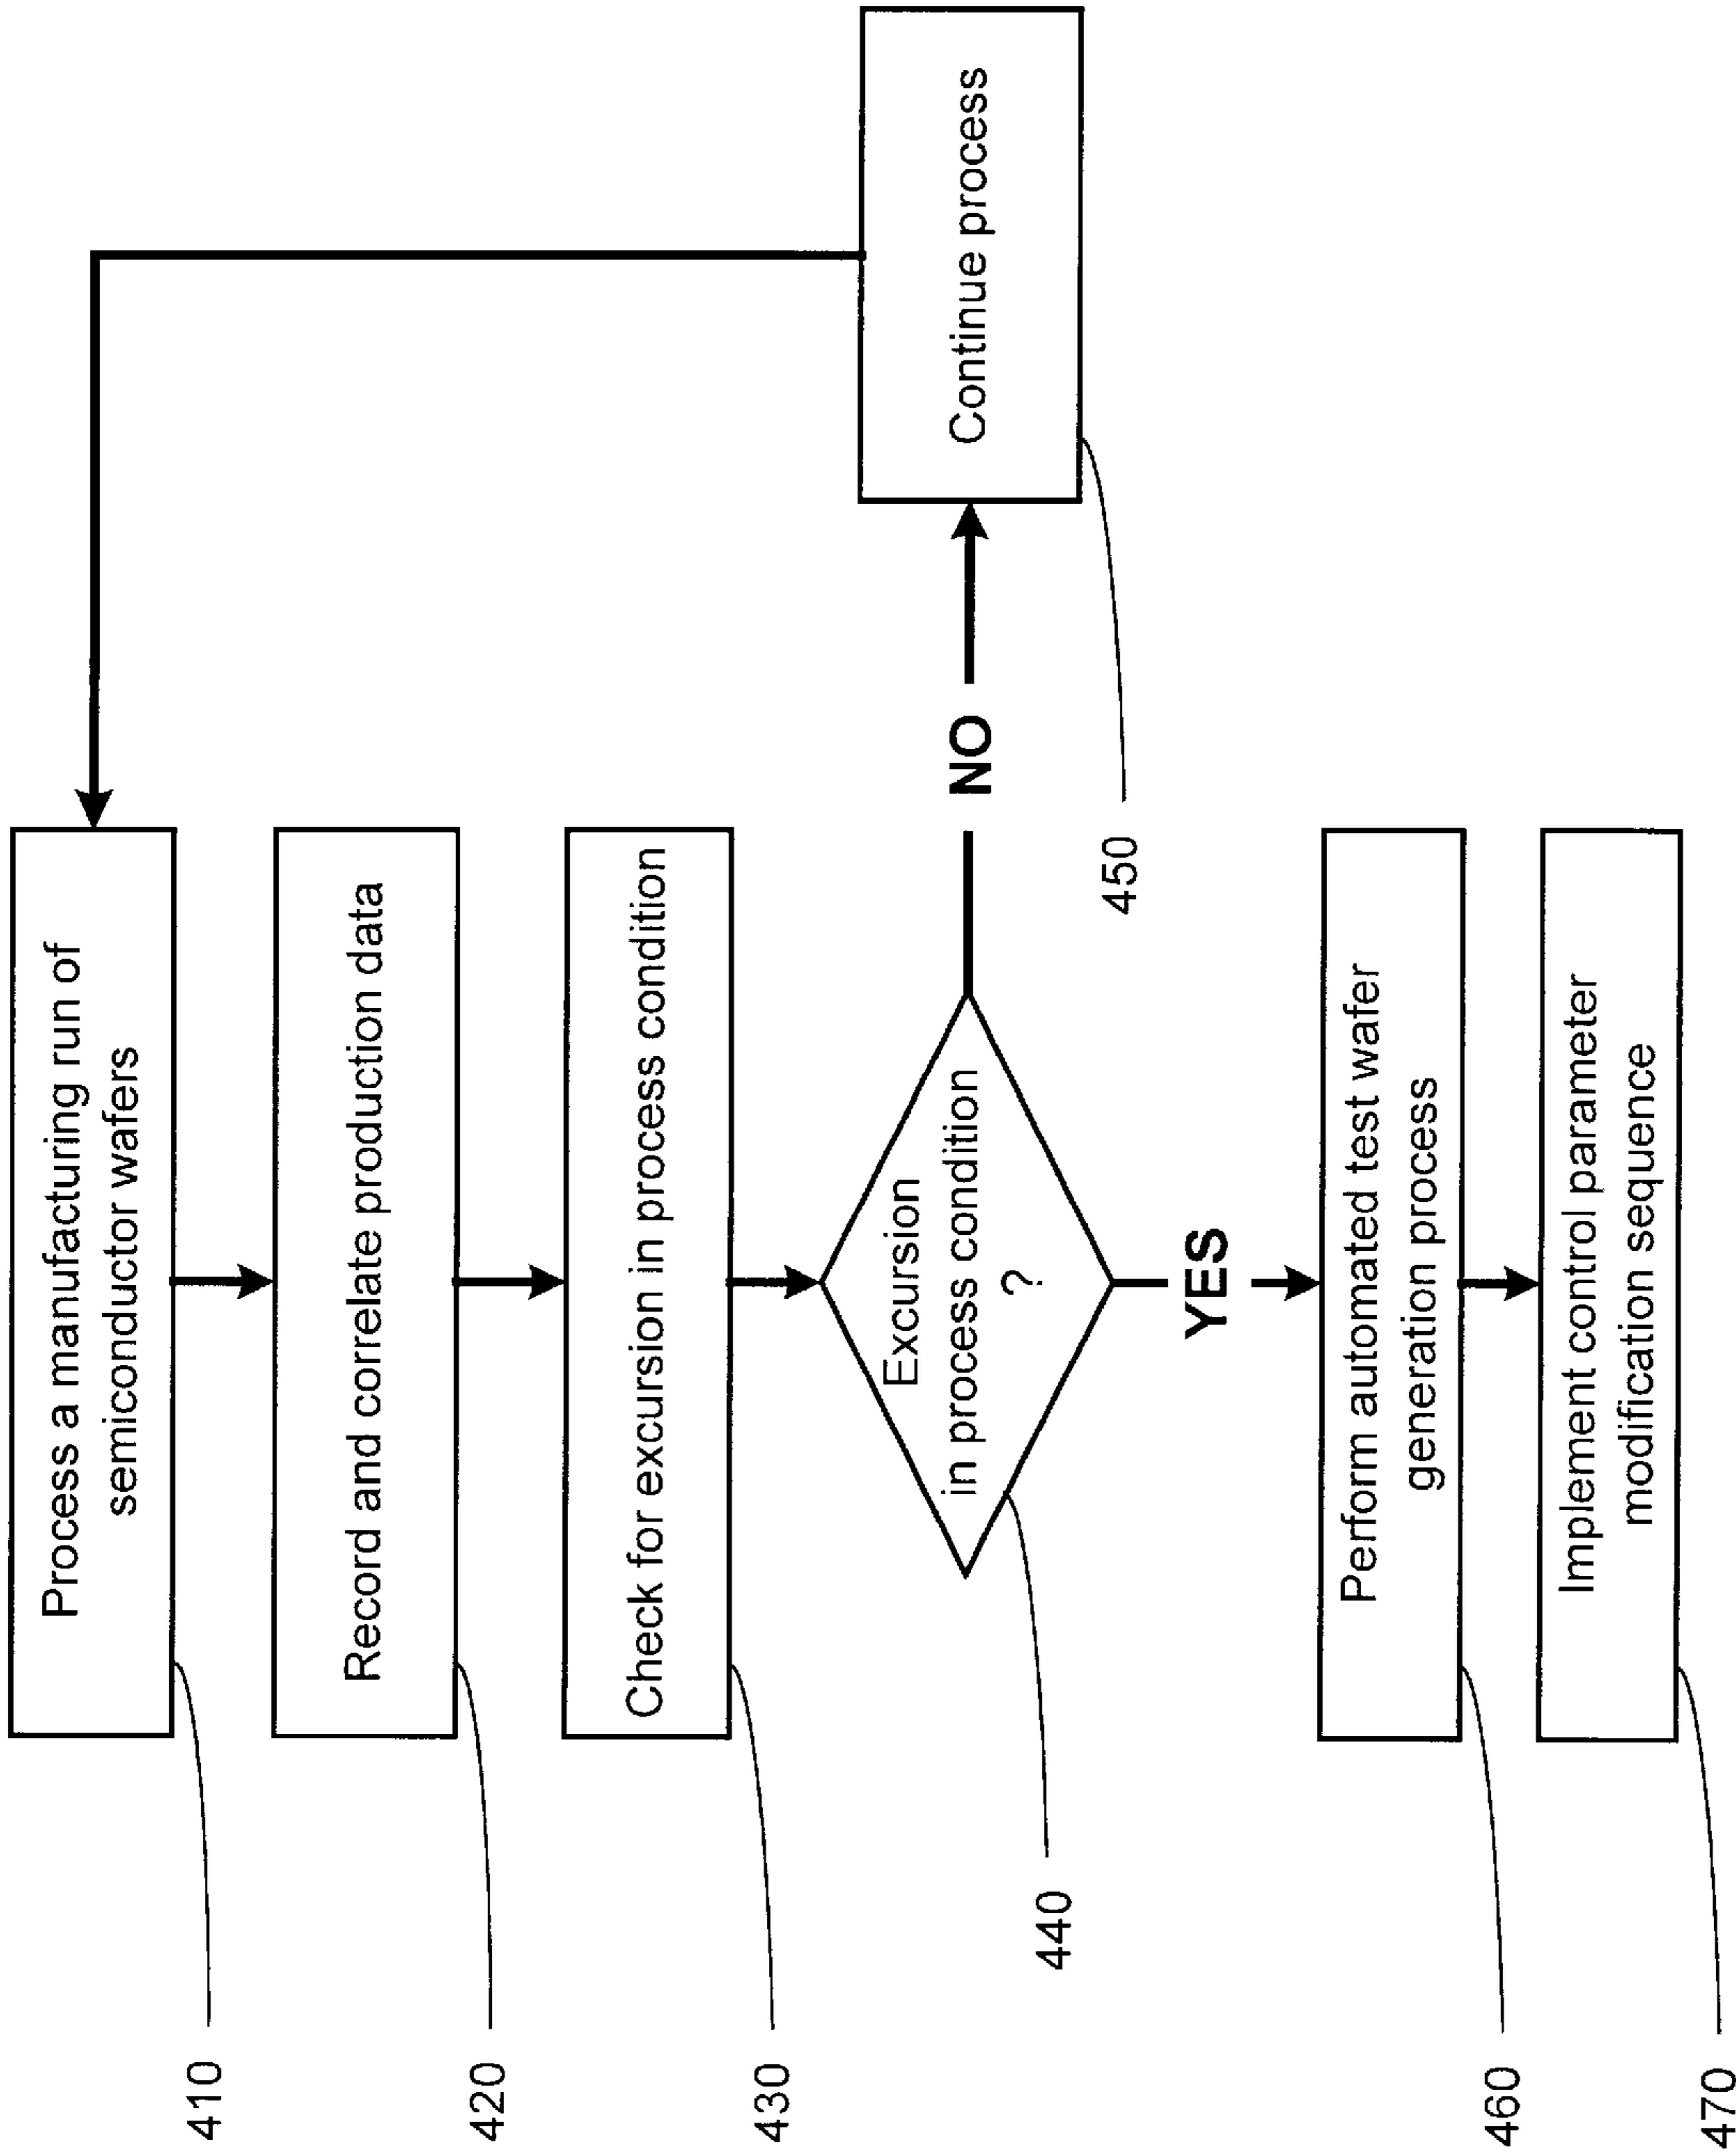 410
Process a manufacturing run of
semiconductor wafers
420
Record and correlate production data
430
Check for excursion in process condition
440
Excursion
in process condition
?
NO
Continue process
450
YES
460
Perform automated test wafer
generation process
470
Implement control parameter
modification sequence